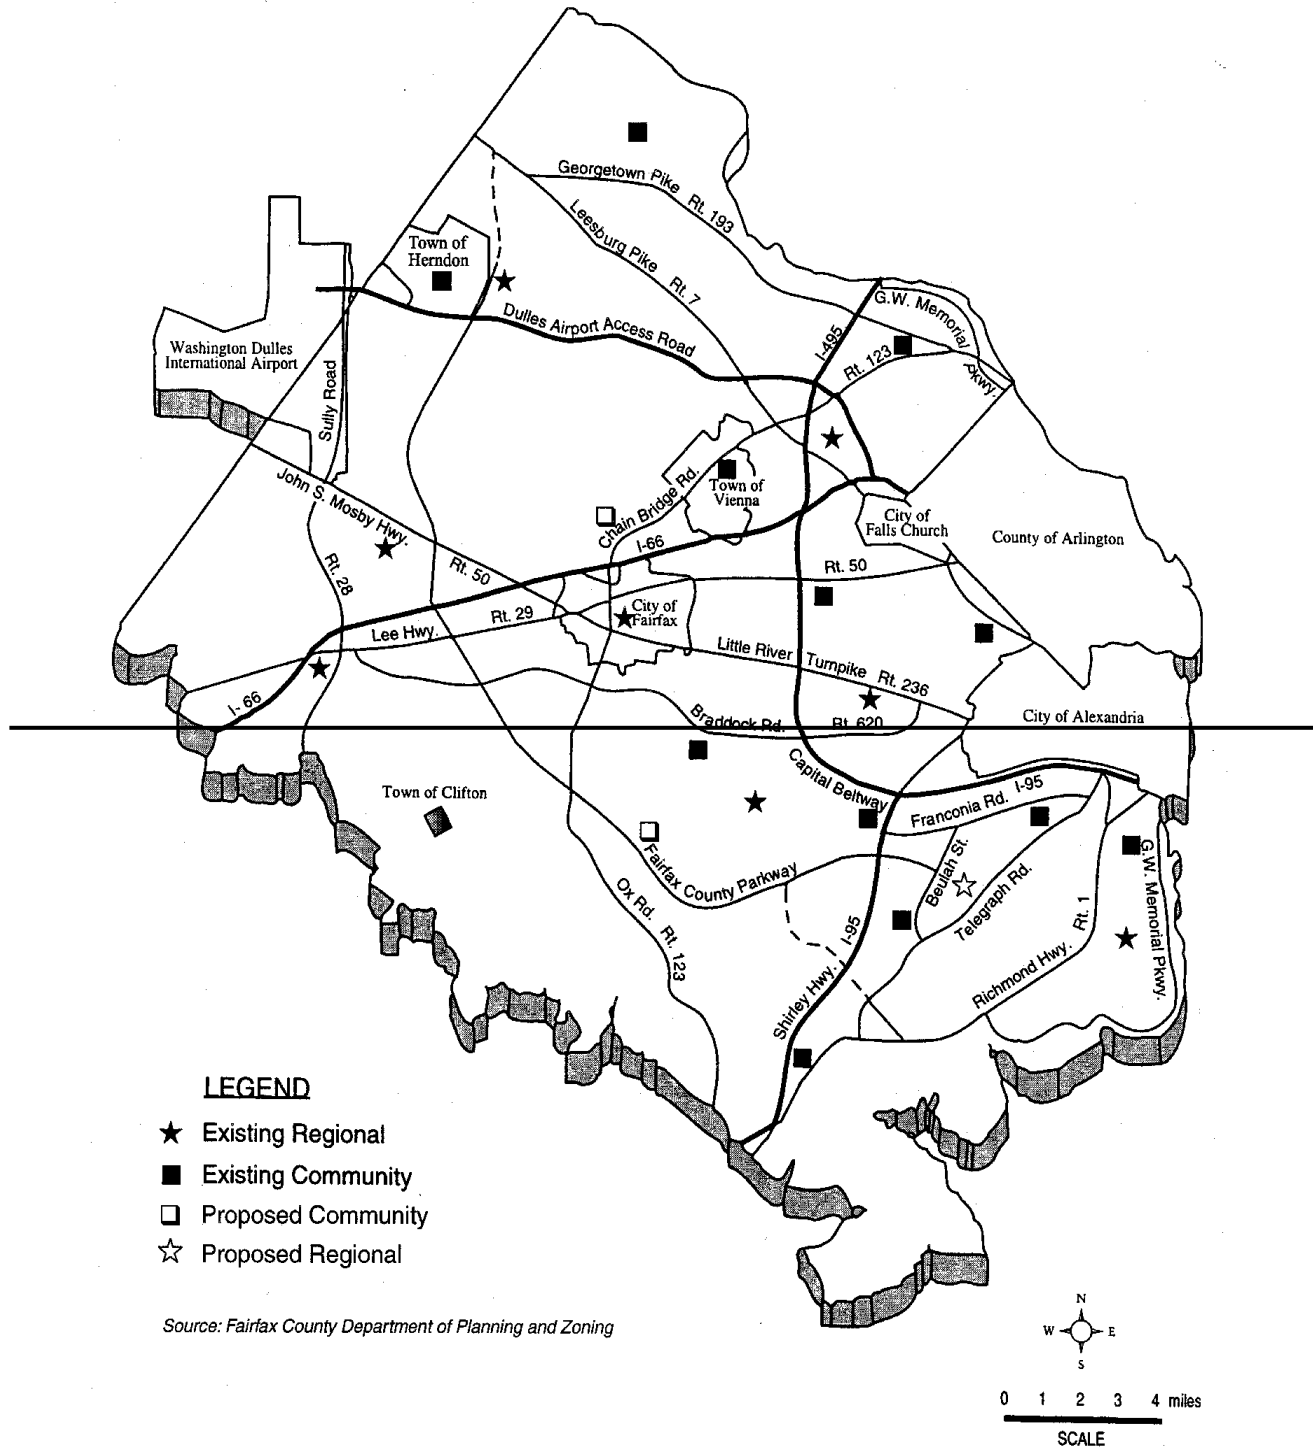 Georgetown Pike Rt. 193
Leesburg Pike Rt. 7
Town of
Herndon
Dulles Airport Access Road
G.W. Memorial
Pkwy.
I-495
Rt. 123
Washington Dulles
International Airport
Sully Road
John S. Mosby Hwy.
Rt. 50
Chain Bridge Rd.
Town of
Vienna
City of
Falls Church
County of Arlington
I-66
Rt. 50
Rt. 28
Lee Hwy.
Rt. 29
City of
Fairfax
Little River Turnpike Rt. 236
I- 66
Braddock Rd.
Rt. 620
City of Alexandria
Capital Beltway
Town of Clifton
Franconia Rd. I-95
Fairfax County Parkway
Beulah St.
Telegraph Rd.
G.W. Memorial Pkwy.
Ox Rd. Rt. 123
I-95
Shirley Hwy.
Rt. 1
Richmond Hwy.
LEGEND
Existing Regional
Existing Community
Proposed Community
Proposed Regional
Source: Fairfax County Department of Planning and Zoning
N
W E
S
0 1 2 3 4 miles
SCALE